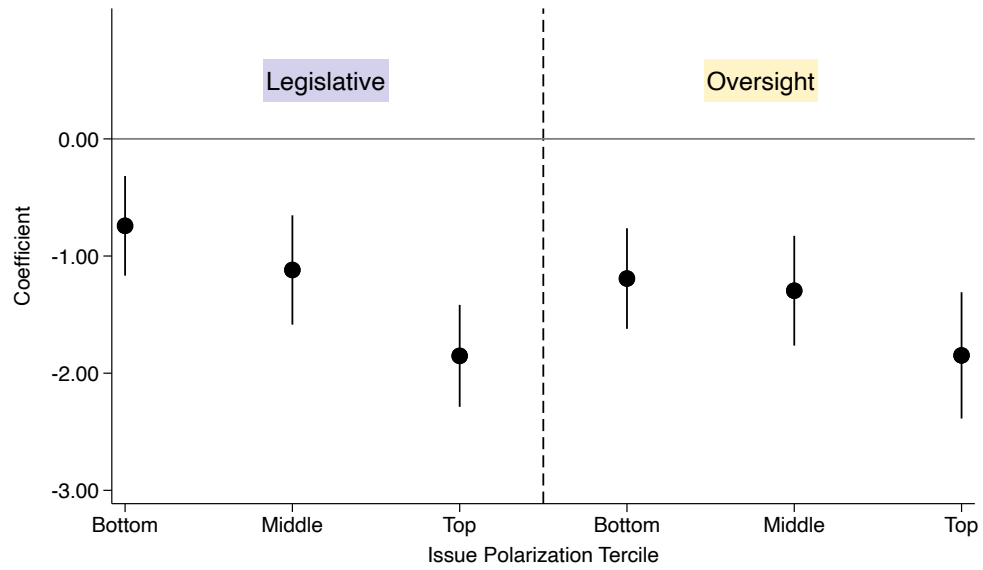 Legislative
Oversight
0.00
-1.00
-2.00
-3.00
Coefficient
Bottom
Middle
Top
Bottom
Middle
Top
Issue Polarization Tercile